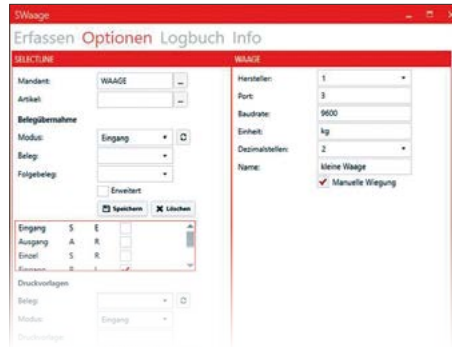 SWaage
Erfassen Optionen Logbuch Info
SELECTLINE
Mandant: WAAGE ...
Artikel: ...
Belegübernahme
Modus: Eingang
Beleg:
Folgebeleg:
Erweitert
Speichern Löschen
Eingang S E
Ausgang A R
Einzel S R
Eingang
Druckvorlagen
Beleg:
Modus: Eingang
Druckvorlage
WAAGE
Hersteller: 1
Port: 3
Baudrate: 9600
Einheit: kg
Dezimalstellen: 2
Name: kleine Waage
Manuelle Wiegung